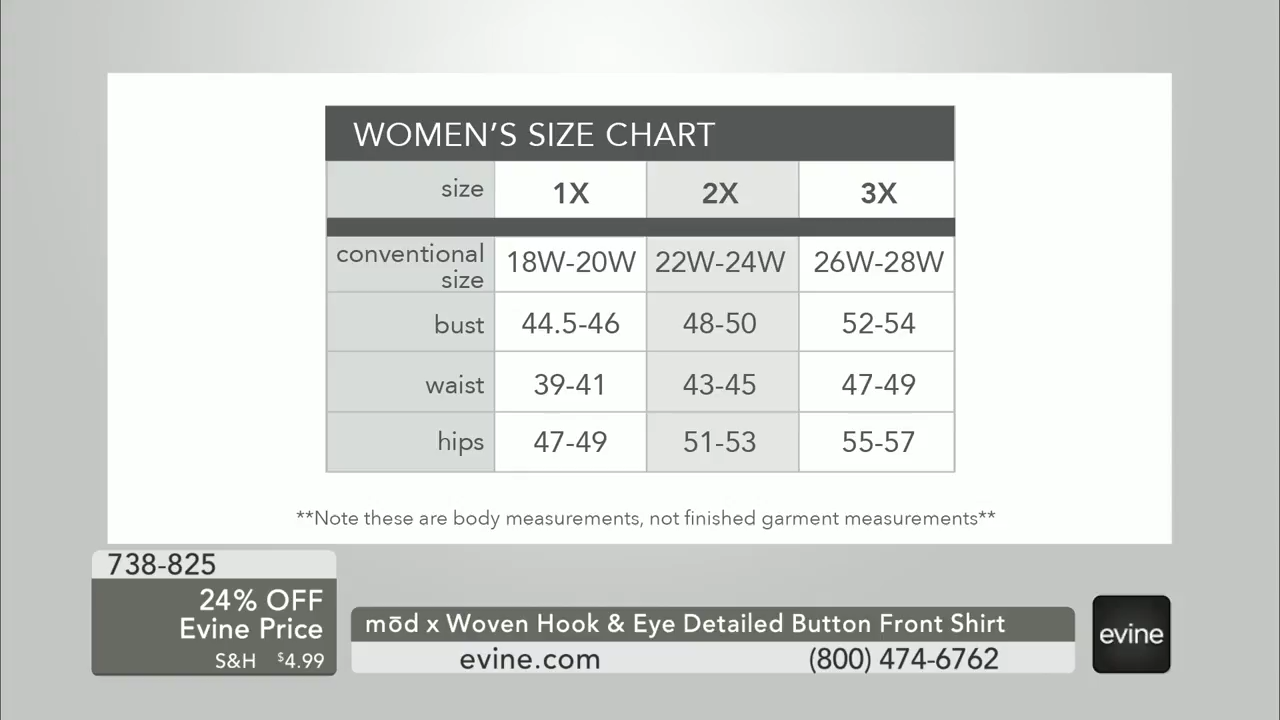 WOMEN'S SIZE CHART
size 1X 2X 3X
conventional size 18W-20W 22W-24W 26W-28W
bust 44.5-46 48-50 52-54
waist 39-41 43-45 47-49
hips 47-49 51-53 55-57
**Note these are body measurements, not finished garment measurements**
738-825
24% OFF
Evine Price
S&H $4.99
mōd x Woven Hook & Eye Detailed Button Front Shirt
evine.com (800) 474-6762
evine